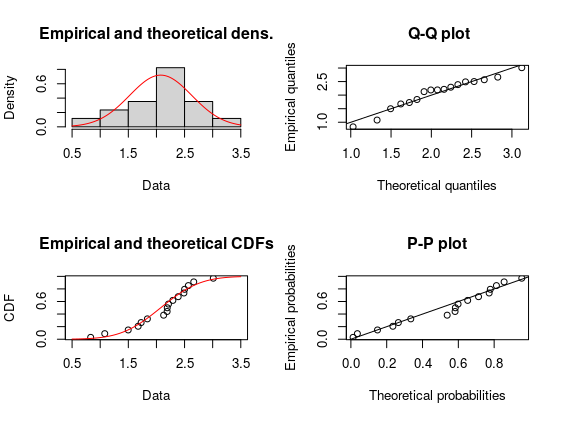 Empirical and theoretical dens.
Density
0.0 0.6
0.5 1.5 2.5 3.5
Data
Q-Q plot
Empirical quantiles
1.0 2.5
1.0 1.5 2.0 2.5 3.0
Theoretical quantiles
Empirical and theoretical CDFs
CDF
0.0 0.6
0.5 1.5 2.5 3.5
Data
P-P plot
Empirical probabilities
0.0 0.6
0.0 0.2 0.4 0.6 0.8
Theoretical probabilities